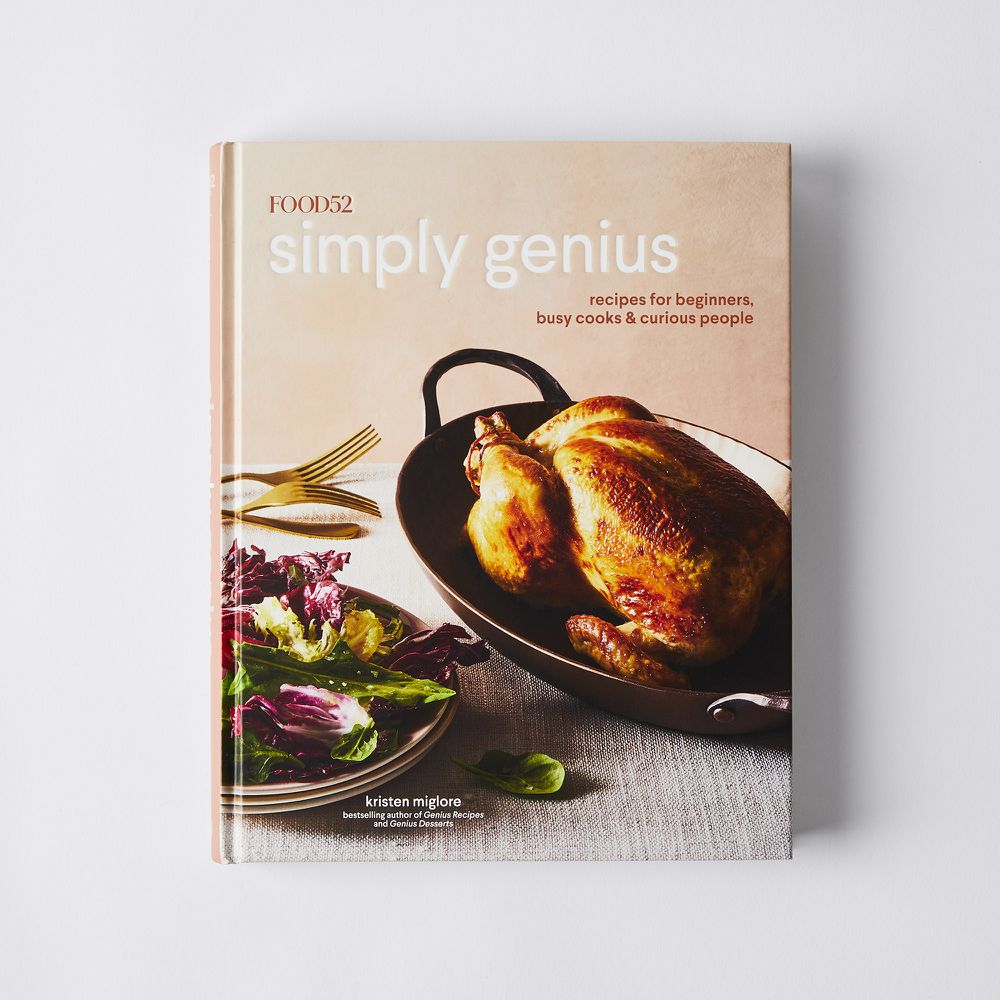 FOOD52
simply genius
recipes for beginners,
busy cooks & curious people
kristen miglore
bestselling author of Genius Recipes
and Genius Desserts